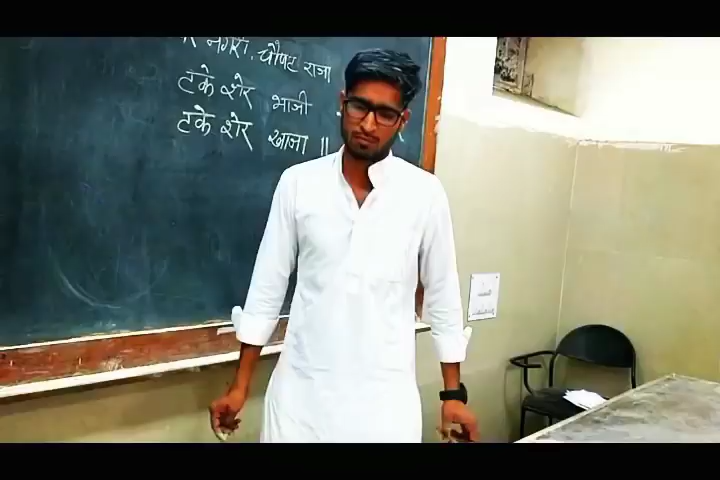 नगरी, चौपट राजा
टके शेर भाजी
टके शेर खाजा ||